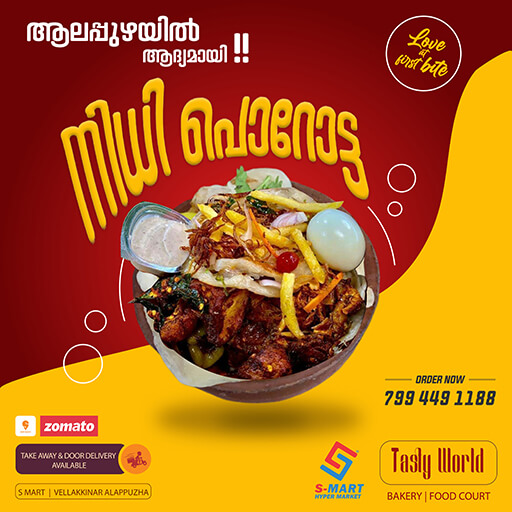 ആലപ്പുഴയിൽ
ആദ്യമായി !!
Love
at
first
bite
നിധി പൊറോട്ട
ORDER NOW
799 449 1188
zomato
TAKE AWAY & DOOR DELIVERY
AVAILABLE
S MART | VELLAKKINAR ALAPPUZHA
S-MART
HYPER MARKET
Tasty World
BAKERY | FOOD COURT